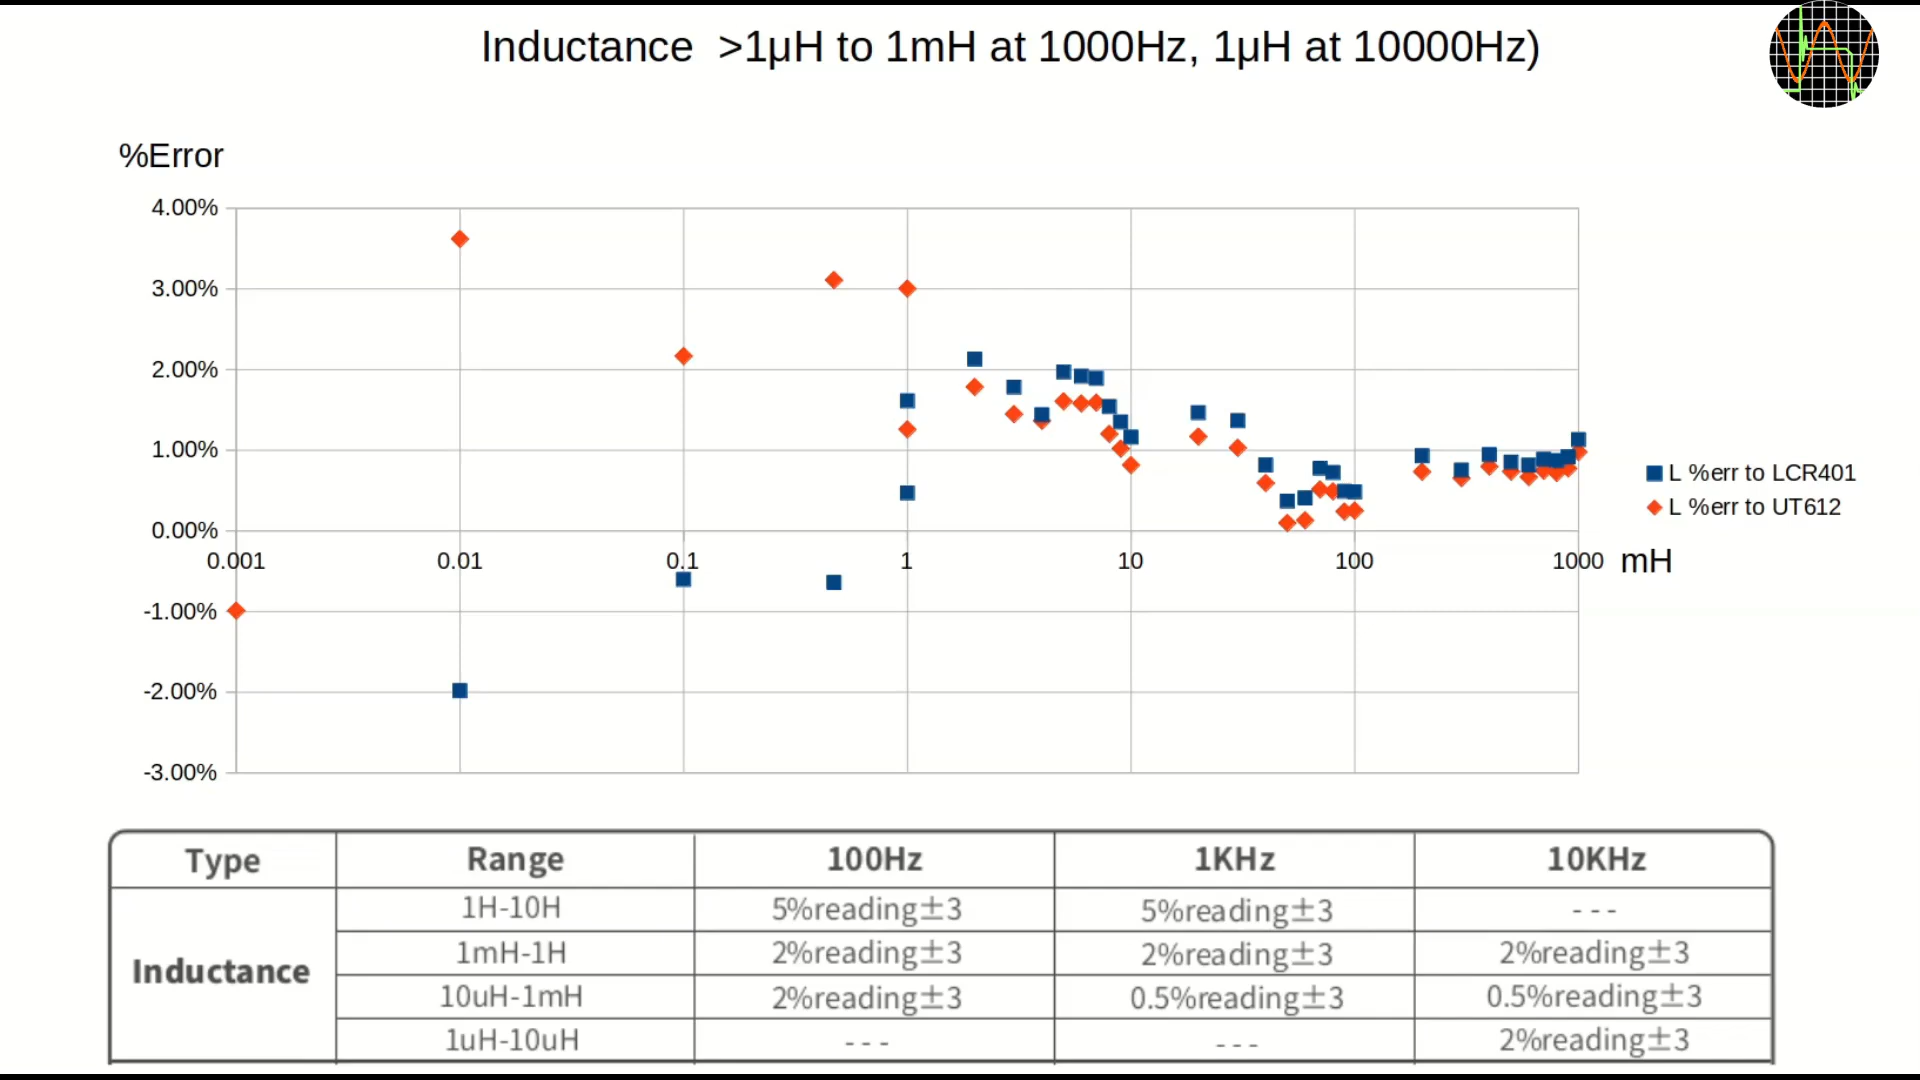 Inductance  >1μH to 1mH at 1000Hz, 1μH at 10000Hz)
%Error
4.00%
3.00%
2.00%
1.00%
0.00%
0.001 0.01 0.1 1 10 100 1000 mH
-1.00%
-2.00%
-3.00%
L %err to LCR401
L %err to UT612
Type Range 100Hz 1KHz 10KHz
Inductance
1H-10H 5%reading±3 5%reading±3 ---
1mH-1H 2%reading±3 2%reading±3 2%reading±3
10uH-1mH 2%reading±3 0.5%reading±3 0.5%reading±3
1uH-10uH --- --- 2%reading±3